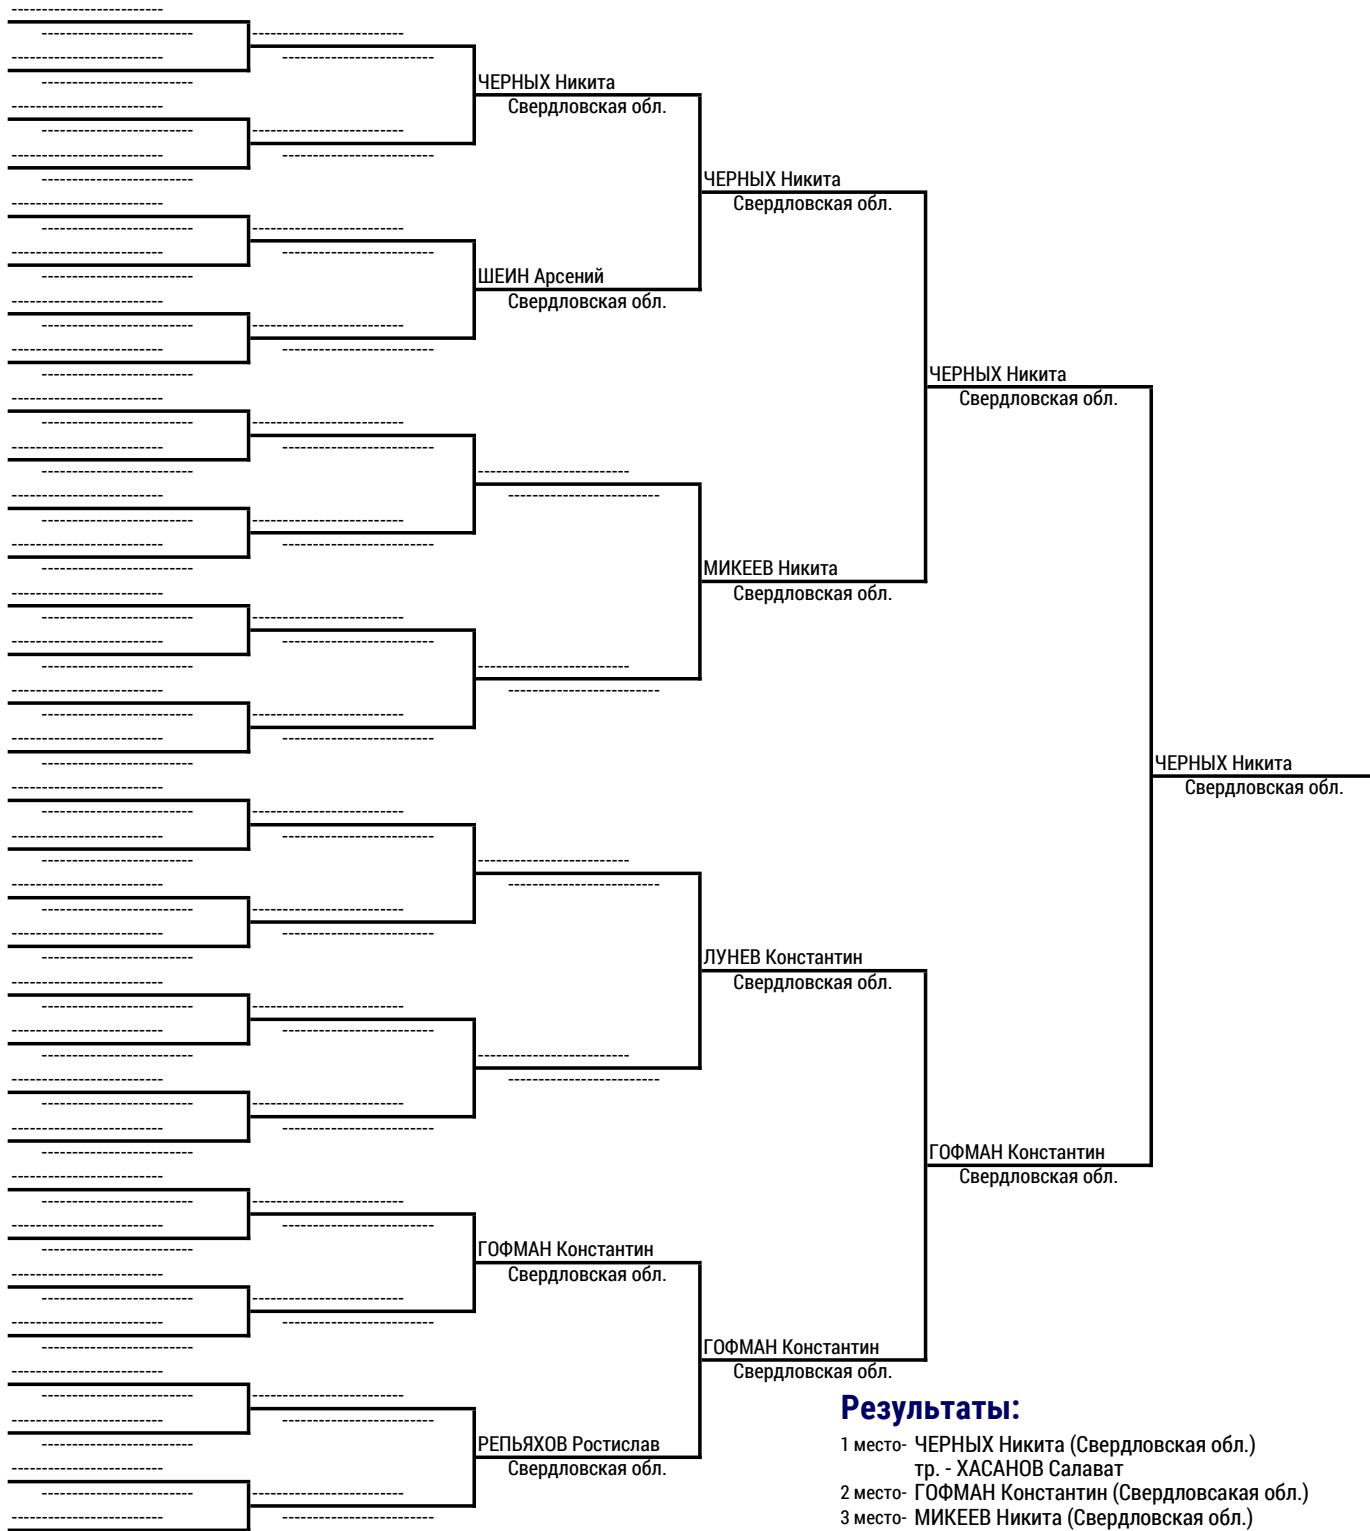 ЧЕРНЫХ Никита
Свердловская обл.
ЧЕРНЫХ Никита
Свердловская обл.
ШЕИН Арсений
Свердловская обл.
ЧЕРНЫХ Никита
Свердловская обл.
МИКЕЕВ Никита
Свердловская обл.
ЧЕРНЫХ Никита
Свердловская обл.
ЛУНЕВ Константин
Свердловская обл.
ГОФМАН Константин
Свердловская обл.
ГОФМАН Константин
Свердловская обл.
ГОФМАН Константин
Свердловская обл.
РЕПЬЯХОВ Ростислав
Свердловская обл.
Результаты:
1 место- ЧЕРНЫХ Никита (Свердловская обл.)
тр. - ХАСАНОВ Салават
2 место- ГОФМАН Константин (Свердловсакая обл.)
3 место- МИКЕЕВ Никита (Свердловская обл.)